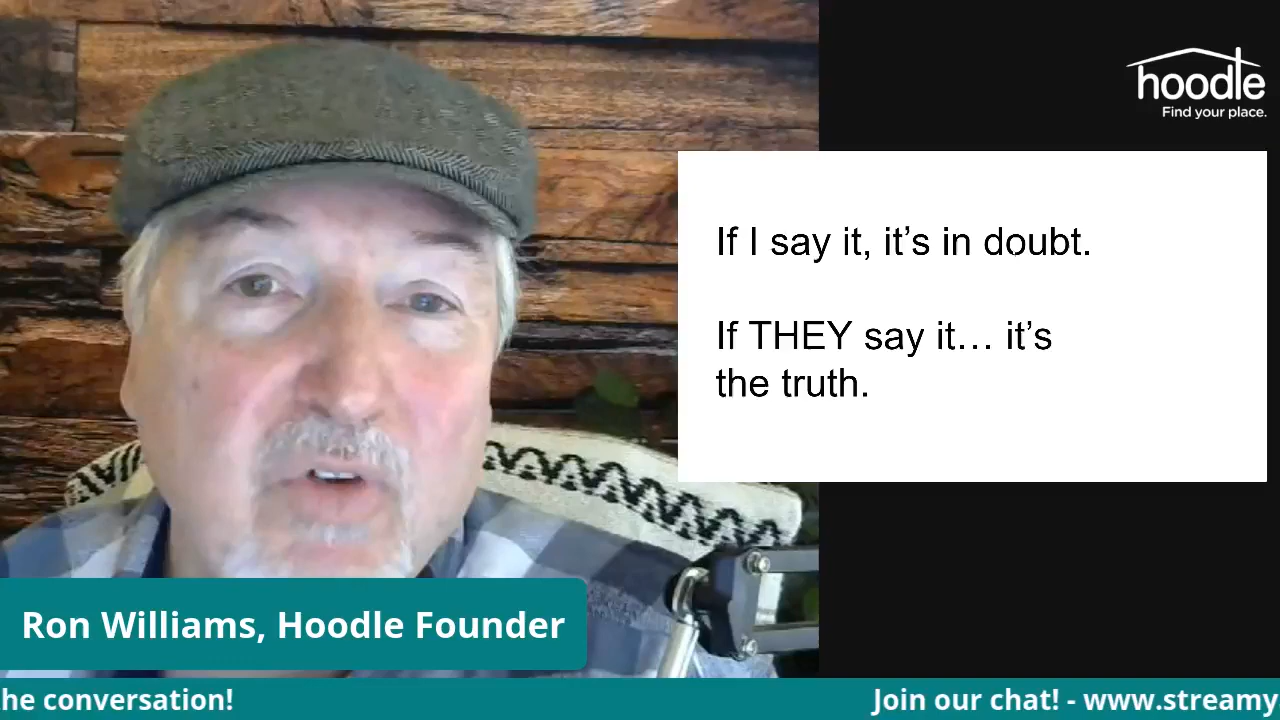 hoodle
Find your place.
If I say it, it’s in doubt.
If THEY say it… it’s
the truth.
Ron Williams, Hoodle Founder
he conversation!
Join our chat! - www.streamy